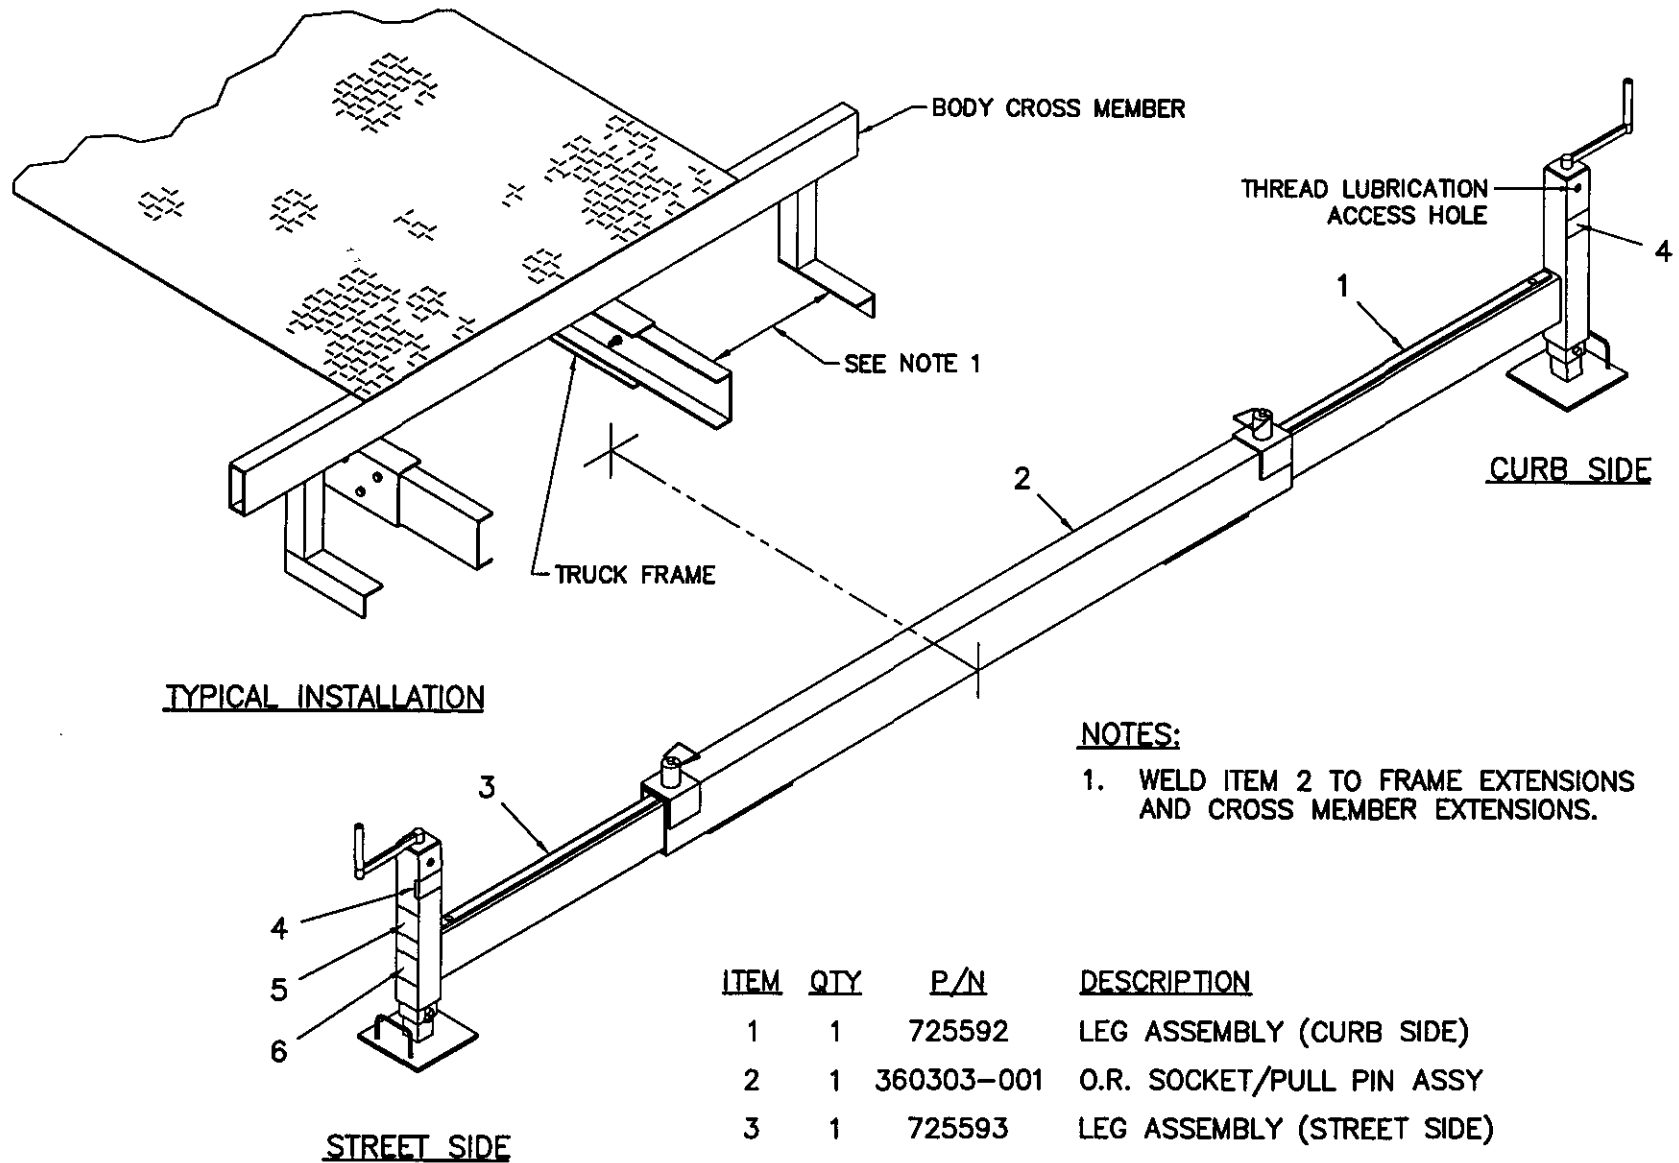 BODY CROSS MEMBER
THREAD LUBRICATION
ACCESS HOLE
4
1
SEE NOTE 1
CURB SIDE
2
TRUCK FRAME
TYPICAL INSTALLATION
NOTES:
1. WELD ITEM 2 TO FRAME EXTENSIONS
AND CROSS MEMBER EXTENSIONS.
3
4
5
6
STREET SIDE
ITEM QTY P/N DESCRIPTION
1 1 725592 LEG ASSEMBLY (CURB SIDE)
2 1 360303-001 O.R. SOCKET/PULL PIN ASSY
3 1 725593 LEG ASSEMBLY (STREET SIDE)